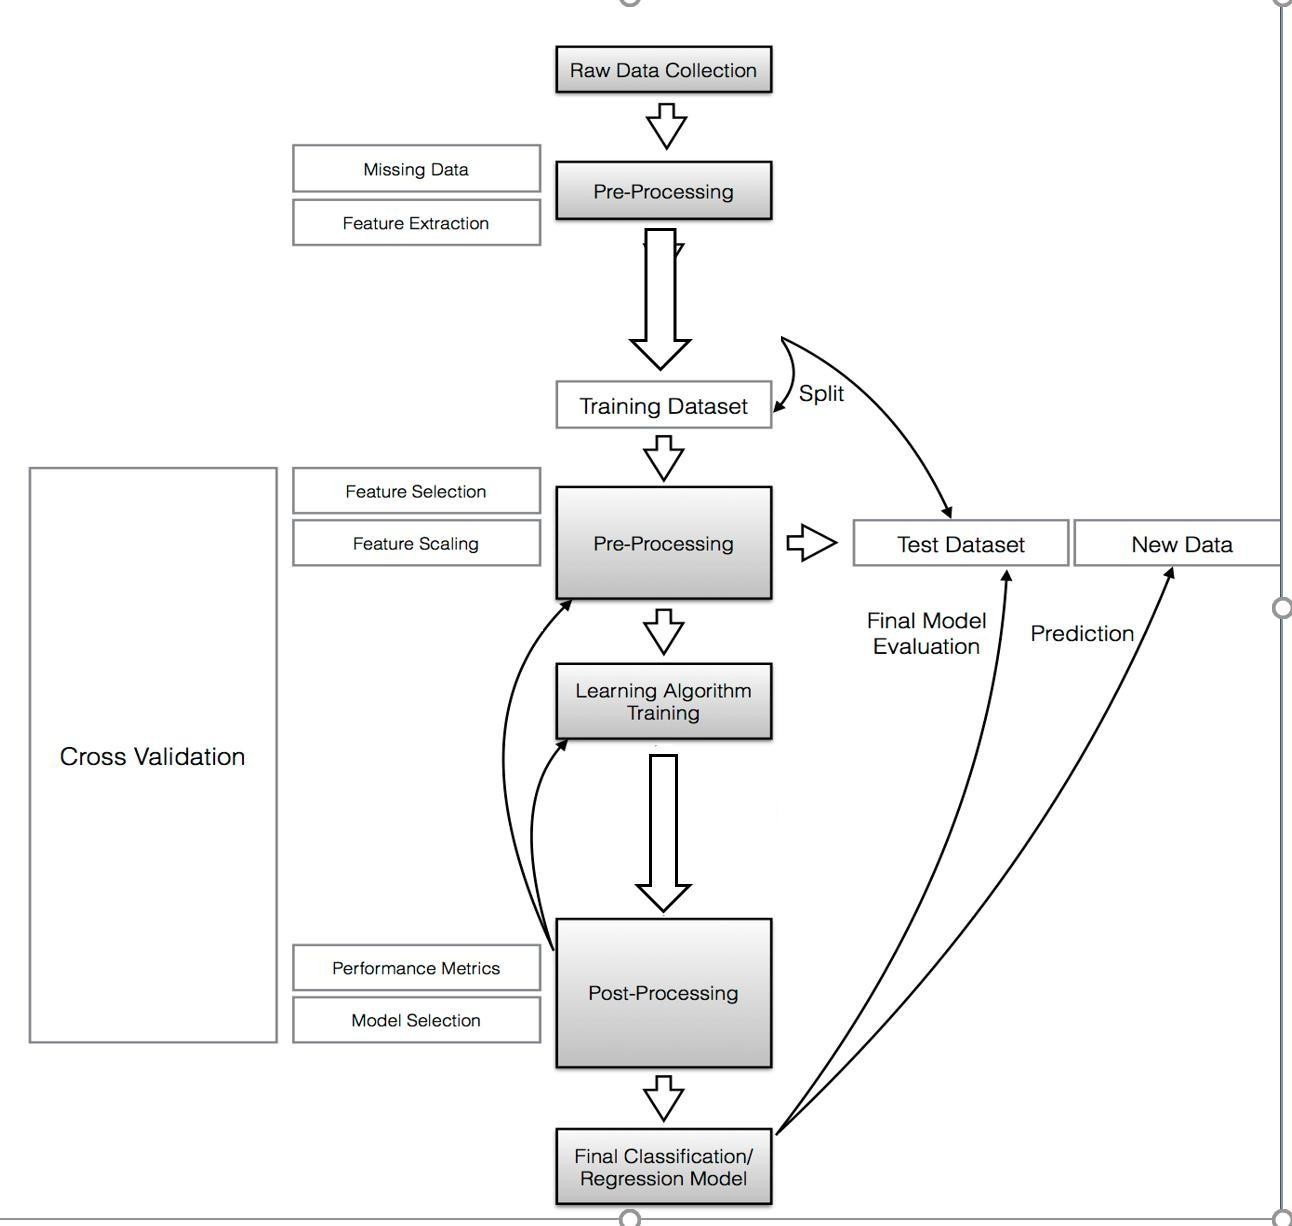 Raw Data Collection
Missing Data
Pre-Processing
Feature Extraction
Split
Training Dataset
Feature Selection
Feature Scaling
Pre-Processing
Test Dataset
New Data
Final Model
Evaluation
Prediction
Learning Algorithm
Training
Cross Validation
Performance Metrics
Post-Processing
Model Selection
Final Classification/
Regression Model